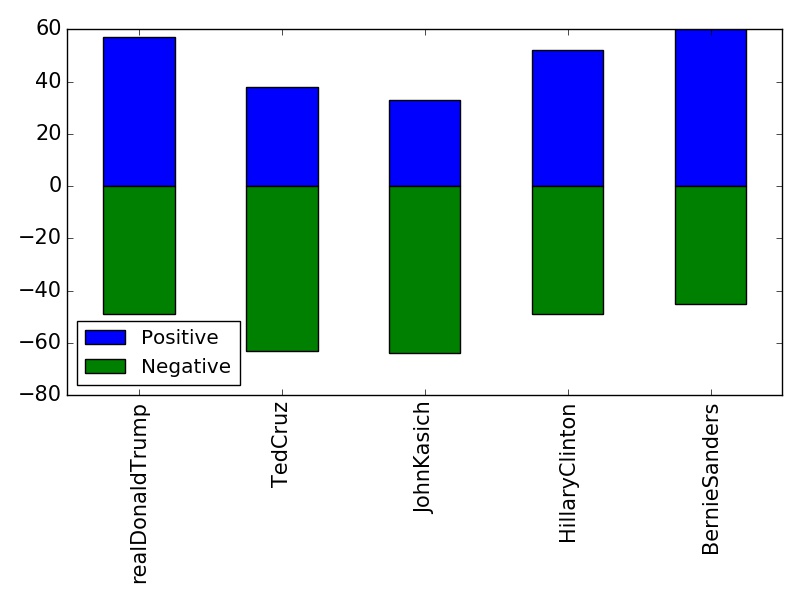 60
40
20
0
−20
−40
−60
−80
Positive
Negative
realDonaldTrump
TedCruz
JohnKasich
HillaryClinton
BernieSanders